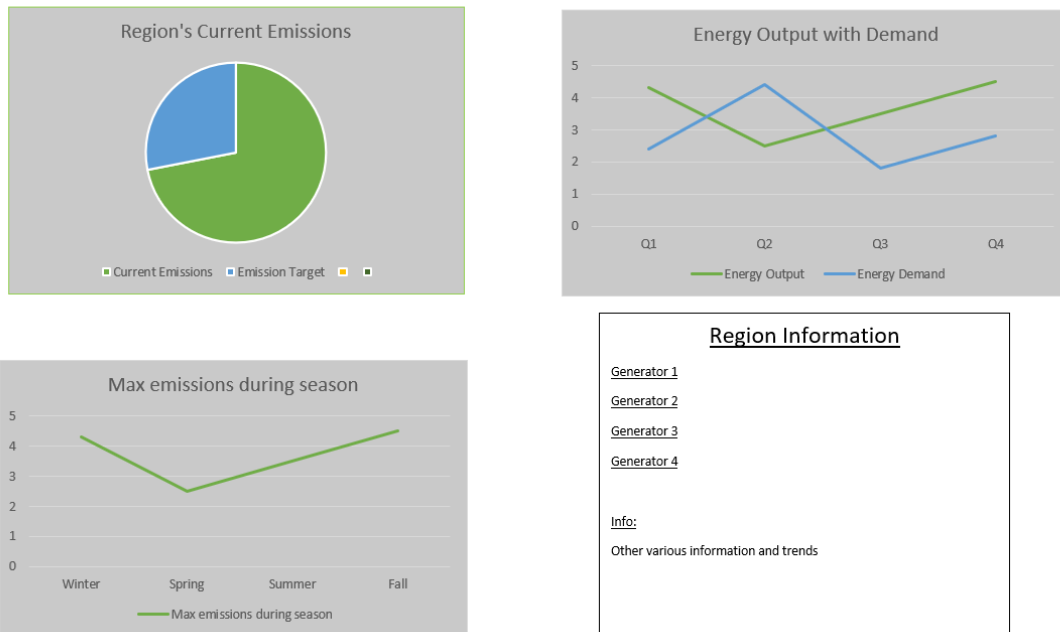 Region's Current Emissions
Current Emissions Emission Target
Energy Output with Demand
5
4
3
2
1
0
Q1 Q2 Q3 Q4
Energy Output Energy Demand
Max emissions during season
5
4
3
2
1
0
Winter Spring Summer Fall
Max emissions during season
Region Information
Generator 1
Generator 2
Generator 3
Generator 4
Info:
Other various information and trends